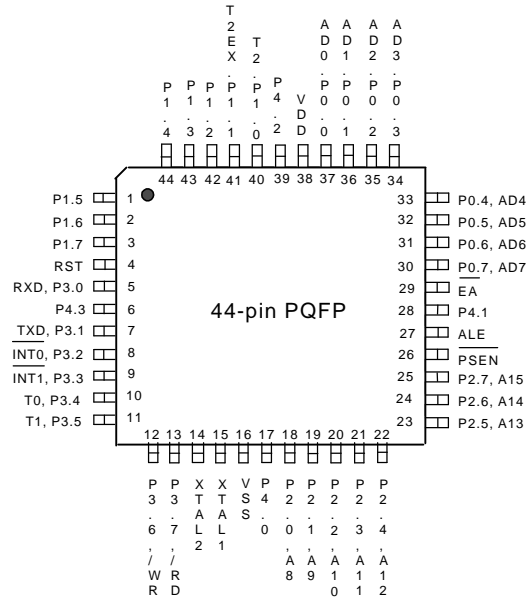 P1.4
P1.3
P1.2
T2EX, P1.1
T2, P1.0
P4.2
VDD
AD0, P0.0
AD1, P0.1
AD2, P0.2
AD3, P0.3
44 43 42 41 40 39 38 37 36 35 34
P1.5 1
P1.6 2
P1.7 3
RST 4
RXD, P3.0 5
P4.3 6
TXD, P3.1 7
INT0, P3.2 8
INT1, P3.3 9
T0, P3.4 10
T1, P3.5 11
44-pin PQFP
33 P0.4, AD4
32 P0.5, AD5
31 P0.6, AD6
30 P0.7, AD7
29 EA
28 P4.1
27 ALE
26 PSEN
25 P2.7, A15
24 P2.6, A14
23 P2.5, A13
12 13 14 15 16 17 18 19 20 21 22
P3.6, /WR
P3.7, /RD
XTAL2
XTAL1
VSS
P4.0
P2.0, A8
P2.1, A9
P2.2, A10
P2.3, A11
P2.4, A12